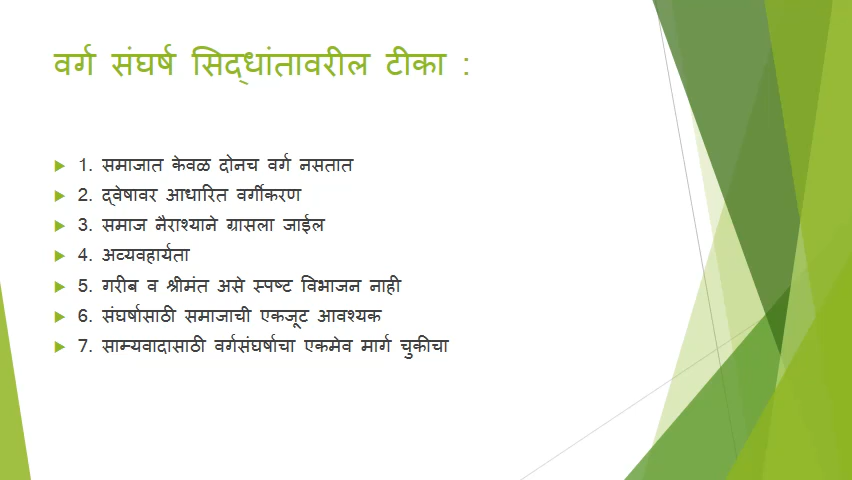 वर्ग संघर्ष सिद्धांतावरील टीका :
1. समाजात केवळ दोनच वर्ग नसतात
2. द्वेषावर आधारित वर्गीकरण
3. समाज नैराश्याने ग्रासला जाईल
4. अव्यवहार्यता
5. गरीब व श्रीमंत असे स्पष्ट विभाजन नाही
6. संघर्षासाठी समाजाची एकजूट आवश्यक
7. साम्यवादासाठी वर्गसंघर्षाचा एकमेव मार्ग चुकीचा